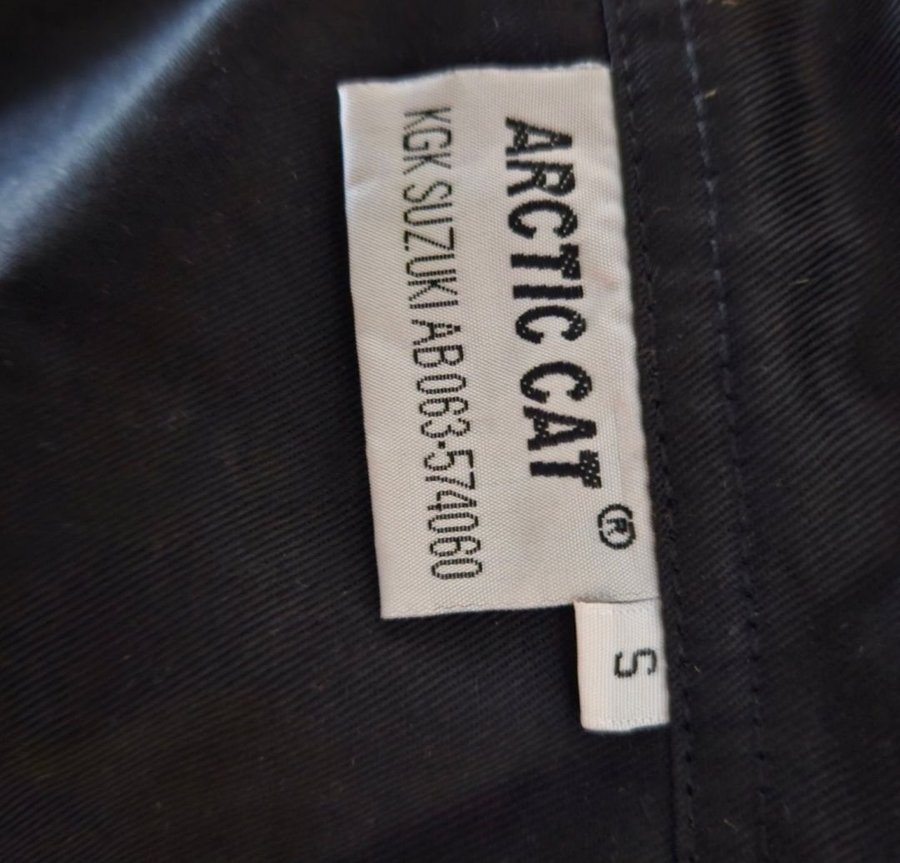 ARCTIC CAT®
KGK SUZUKI AB 063-574060
S